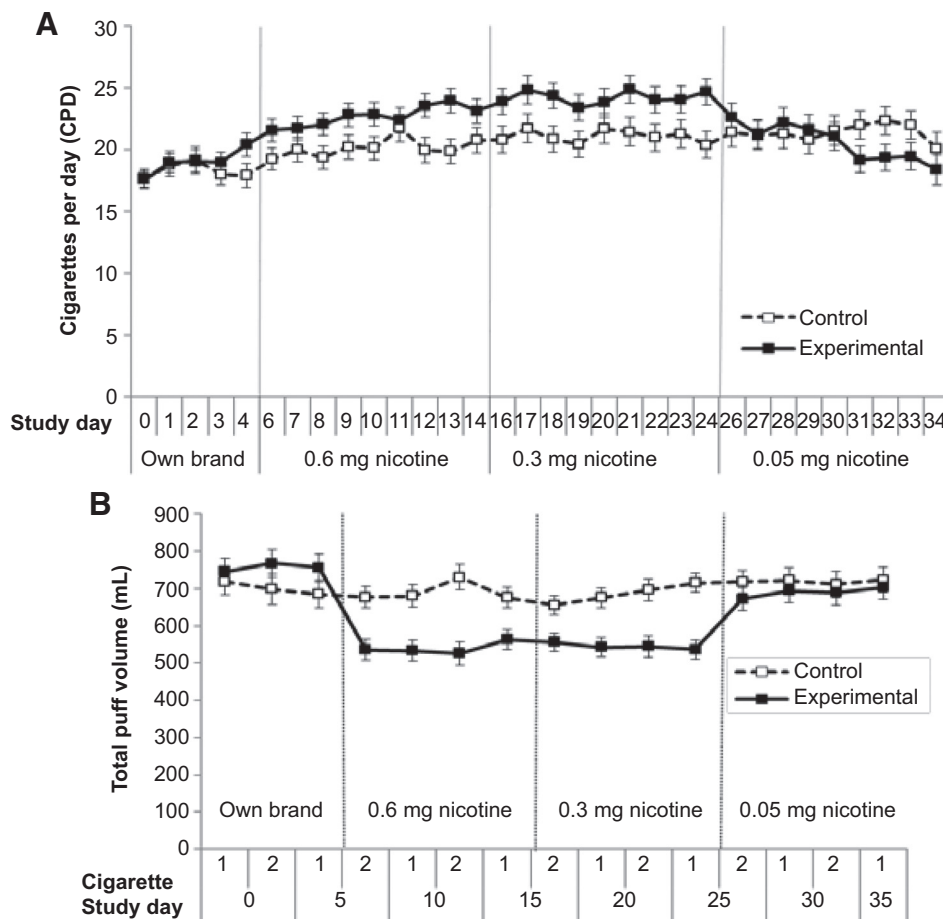 A
Cigarettes per day (CPD)
30
25
20
15
10
5
0
Control
Experimental
Study day 0 1 2 3 4 6 7 8 9 10 11 12 13 14 16 17 18 19 20 21 22 23 24 26 27 28 29 30 31 32 33 34
Own brand 0.6 mg nicotine 0.3 mg nicotine 0.05 mg nicotine
B
Total puff volume (mL)
900
800
700
600
500
400
300
200
100
0
Control
Experimental
Own brand 0.6 mg nicotine 0.3 mg nicotine 0.05 mg nicotine
Cigarette 1 2 1 2 1 2 1 2 1 2 1 2 1 2 1
Study day 0 5 10 15 20 25 30 35